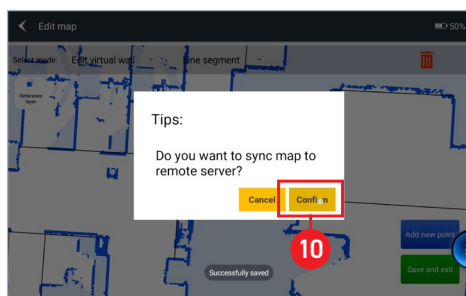 Edit map
50%
Select mode: Edit virtual wall Line segment
Reference
layer
Tips:
Do you want to sync map to
remote server?
Cancel Confirm
10
Add new point
Successfully saved
Save and exit